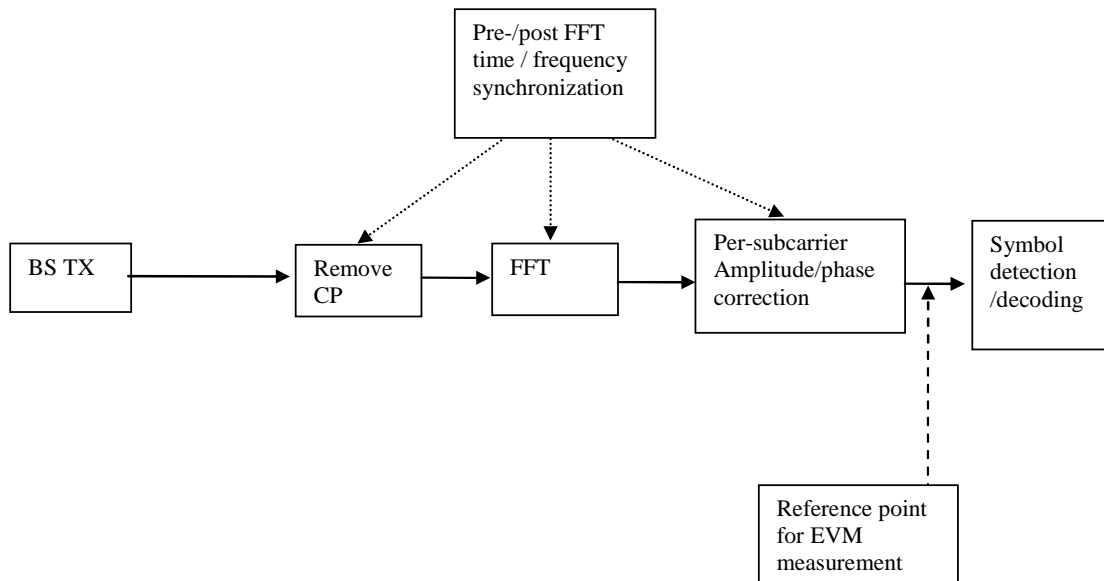 Pre-/post FFT
time / frequency
synchronization
BS TX
Remove
CP
FFT
Per-subcarrier
Amplitude/phase
correction
Symbol
detection
/decoding
Reference point
for EVM
measurement